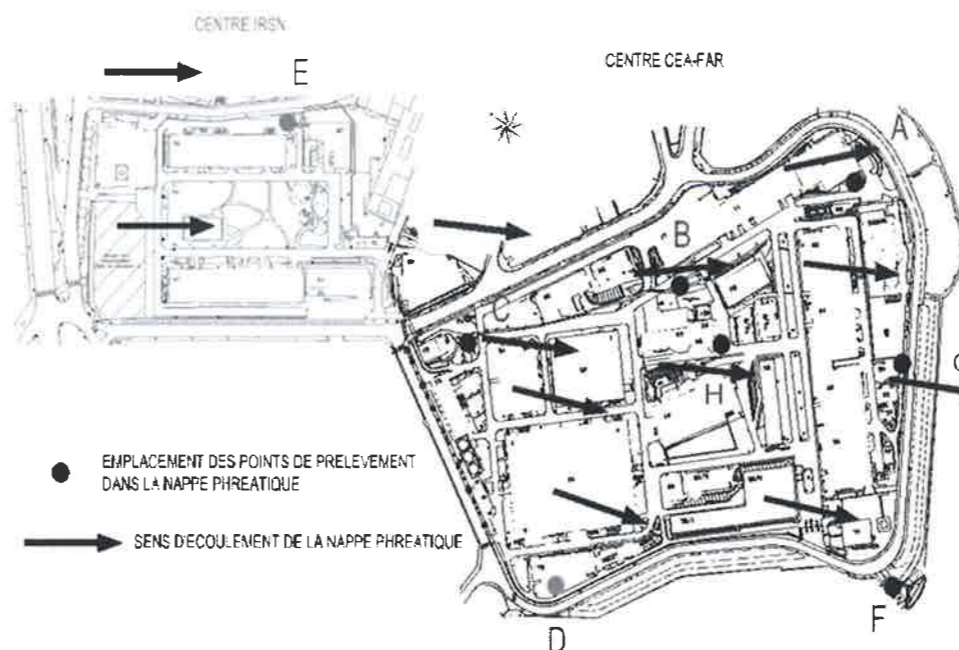 CENTRE IRSN
CENTRE CEA-FAR
E
A
B
C
H
D
F
EMPLACEMENT DES POINTS DE PRELEVEMENT
DANS LA NAPPE PHREATIQUE
SENS D'ECOULEMENT DE LA NAPPE PHREATIQUE